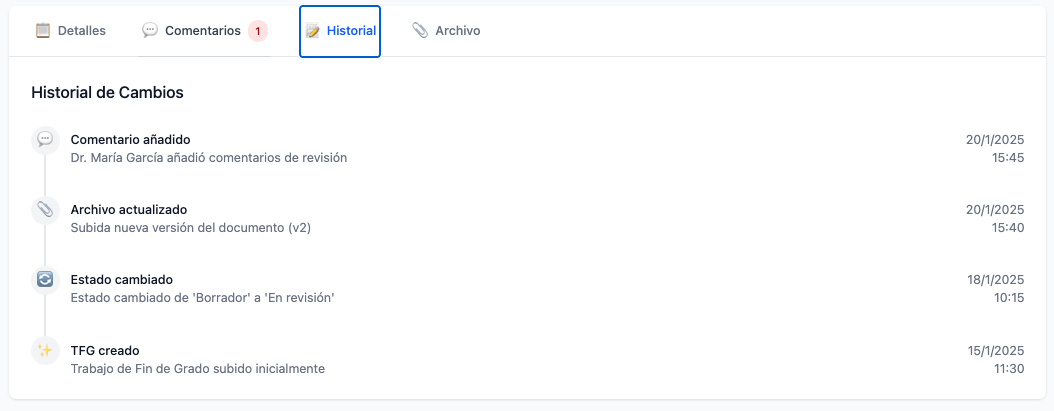 Detalles
Comentarios 1
Historial
Archivo
Historial de Cambios
Comentario añadido 20/1/2025
Dr. María García añadió comentarios de revisión 15:45
Archivo actualizado 20/1/2025
Subida nueva versión del documento (v2) 15:40
Estado cambiado 18/1/2025
Estado cambiado de 'Borrador' a 'En revisión' 10:15
TFG creado 15/1/2025
Trabajo de Fin de Grado subido inicialmente 11:30